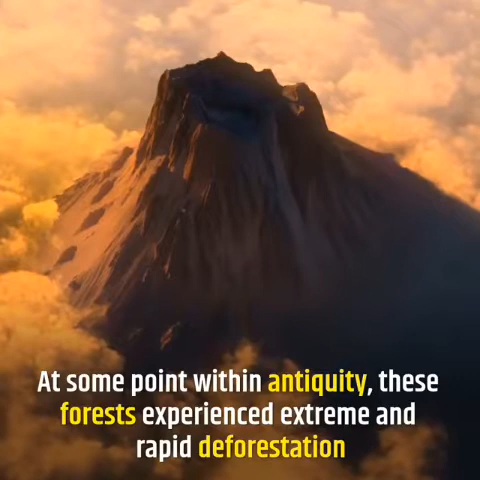 At some point within antiquity, these
forests experienced extreme and
rapid deforestation